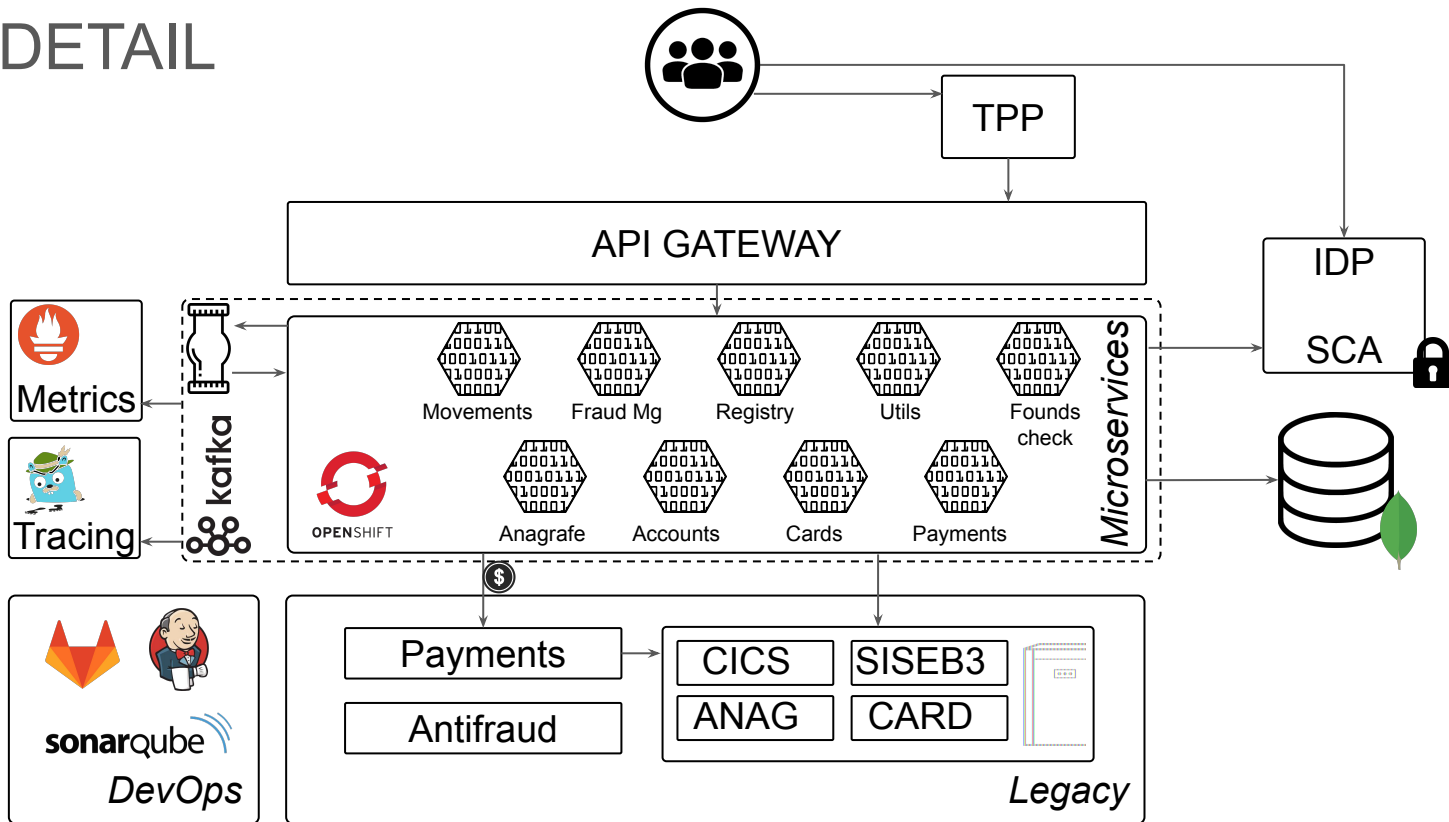 DETAIL
TPP
API GATEWAY
IDP
SCA
Metrics
Tracing
kafka
OPENSHIFT
Movements
Fraud Mg
Registry
Utils
Founds
check
Anagrafe
Accounts
Cards
Payments
Microservices
$
sonarqube
DevOps
Payments
Antifraud
CICS
SISEB3
ANAG
CARD
Legacy